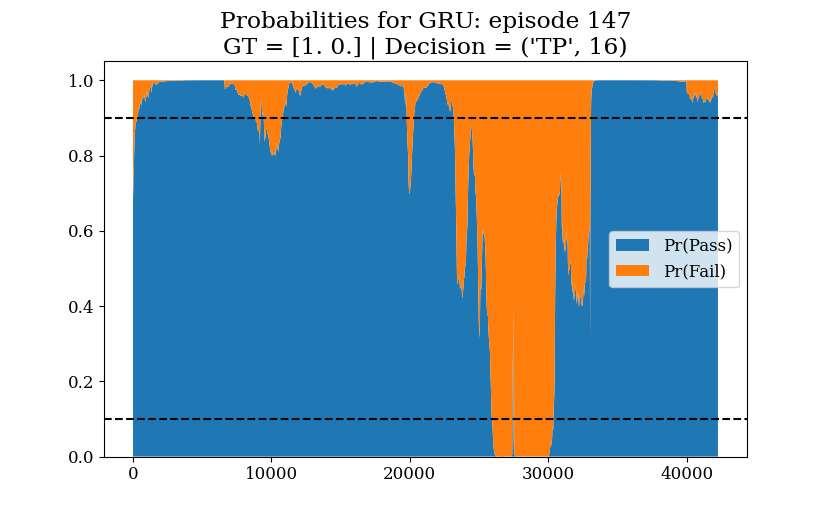 Probabilities for GRU: episode 147
GT = [1. 0.] | Decision = ('TP', 16)
1.0
0.8
0.6
0.4
0.2
0.0
Pr(Pass)
Pr(Fail)
0
10000
20000
30000
40000